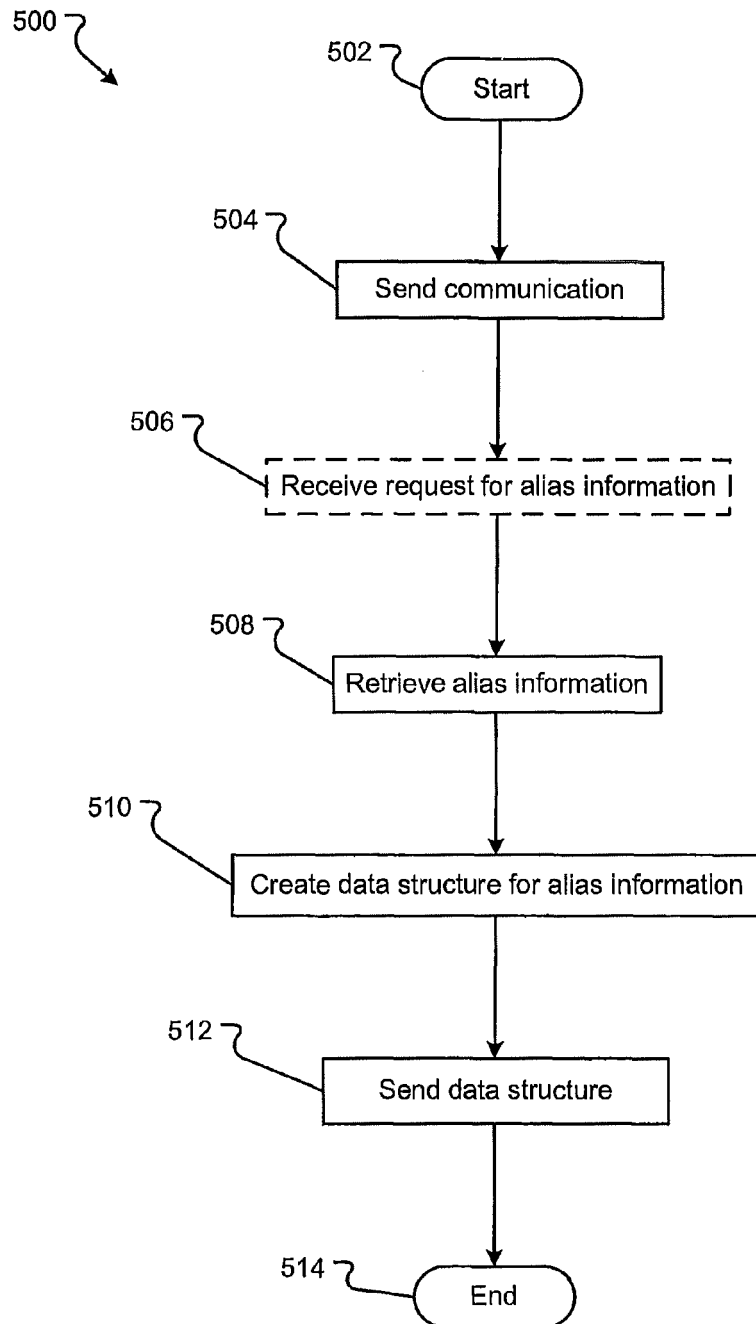 500
502
Start
504
Send communication
506
Receive request for alias information
508
Retrieve alias information
510
Create data structure for alias information
512
Send data structure
514
End